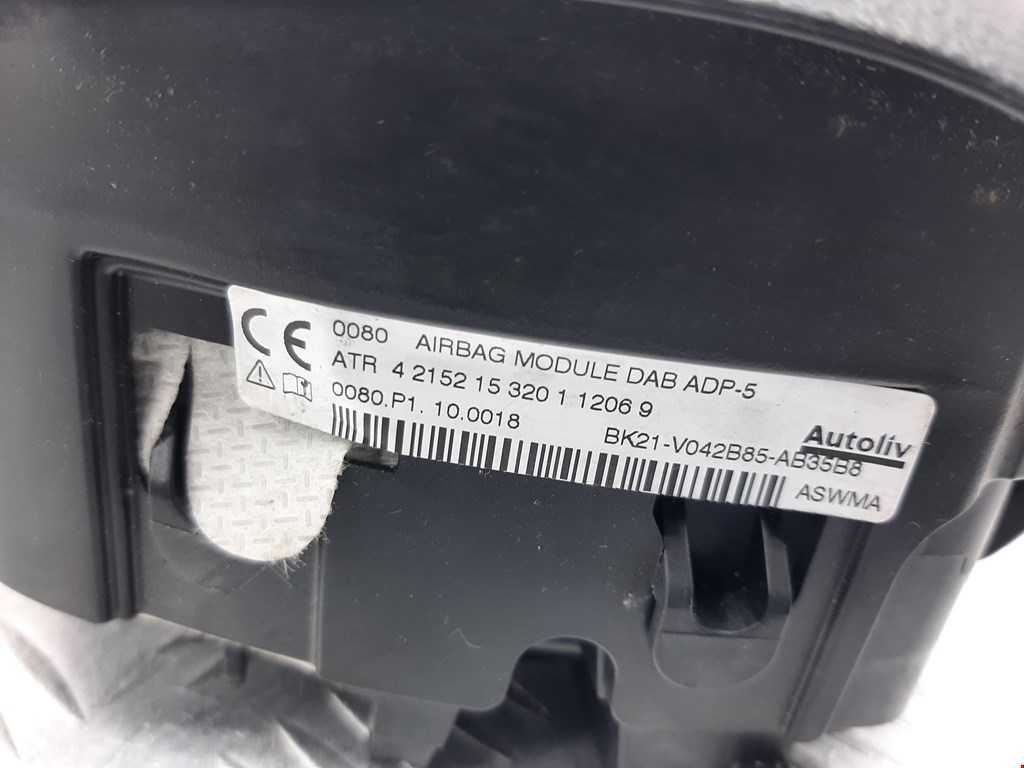 CE 0080 AIRBAG MODULE DAB ADP-5
ATR 4 2152 15 320 1 1206 9
0080.P1. 10.0018
Autoliv
BK21-V042B85-AB35B8
ASWMA